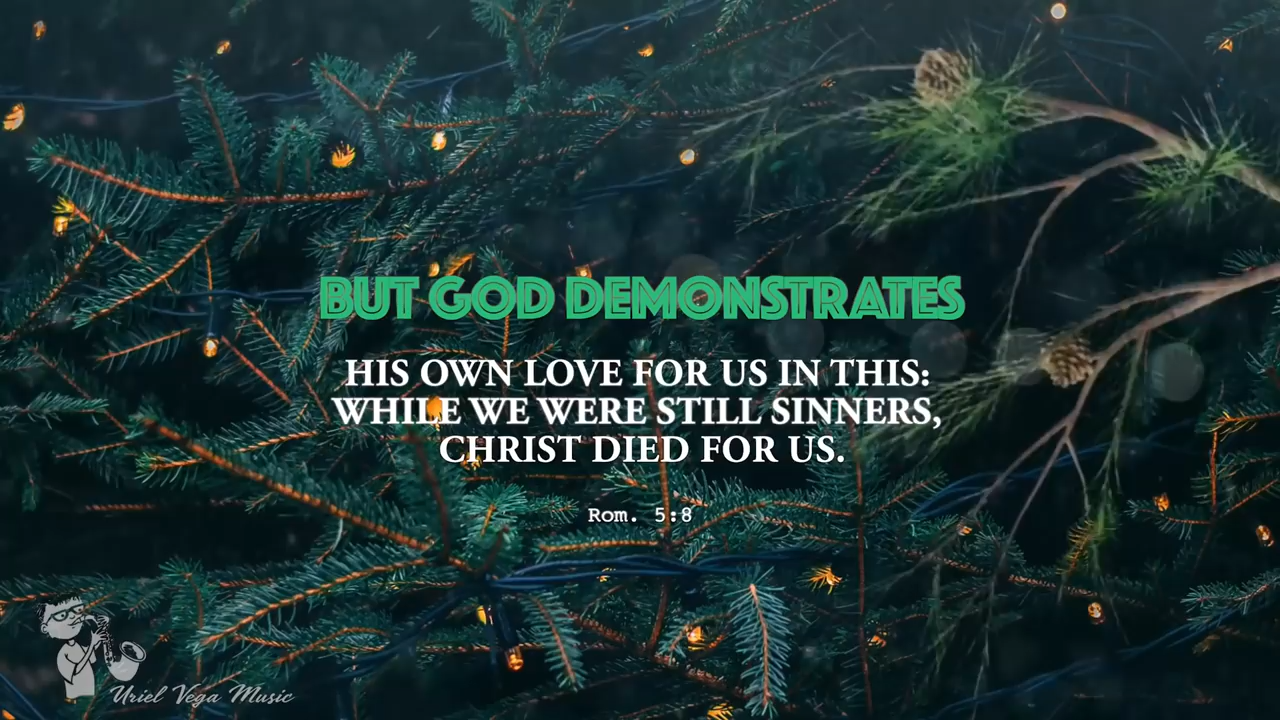 BUT GOD DEMONSTRATES
HIS OWN LOVE FOR US IN THIS:
WHILE WE WERE STILL SINNERS,
CHRIST DIED FOR US.
Rom. 5:8
Uriel Vega Music